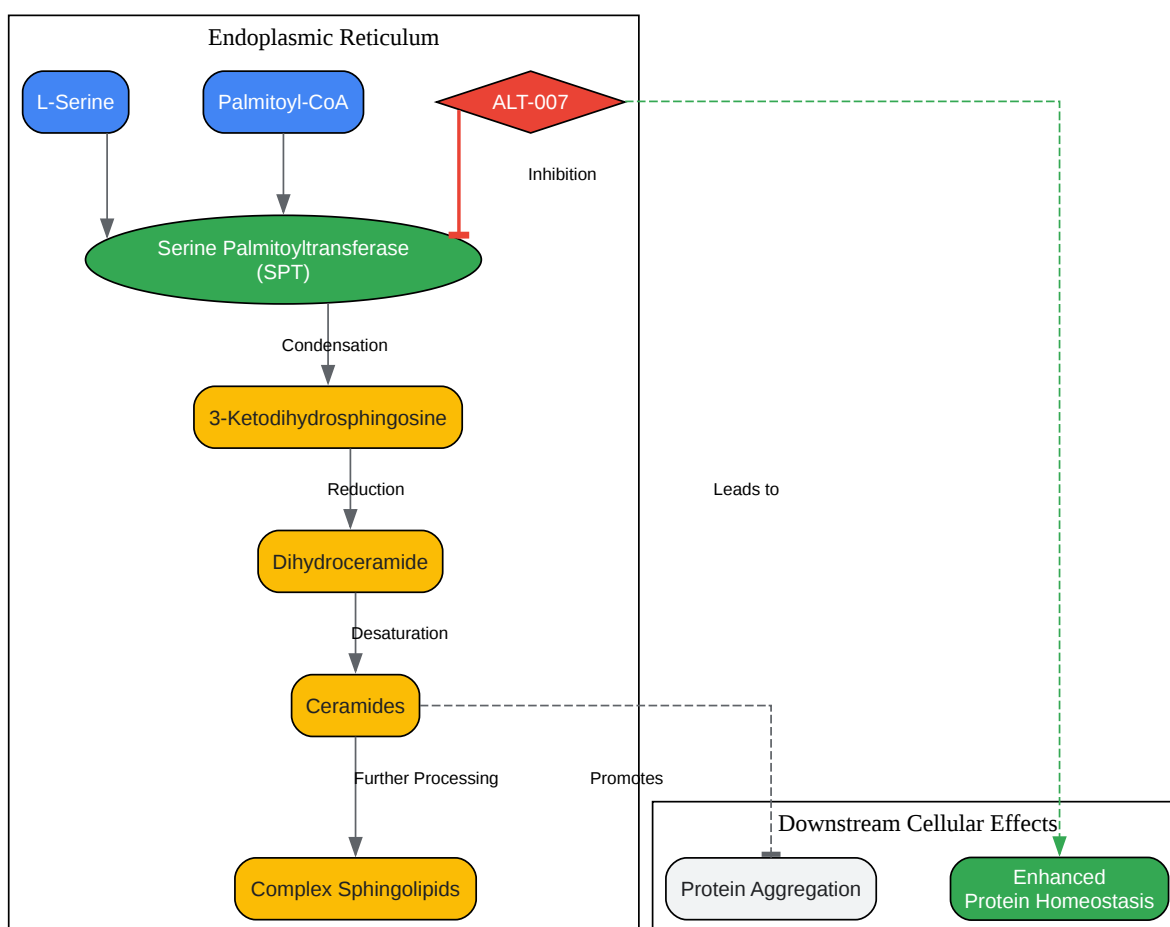 Endoplasmic Reticulum
L-Serine
Palmitoyl-CoA
ALT-007
Inhibition
Serine Palmitoyltransferase
(SPT)
Condensation
3-Ketodihydrosphingosine
Reduction
Leads to
Dihydroceramide
Desaturation
Ceramides
Further Processing
Promotes
Downstream Cellular Effects
Complex Sphingolipids
Protein Aggregation
Enhanced
Protein Homeostasis